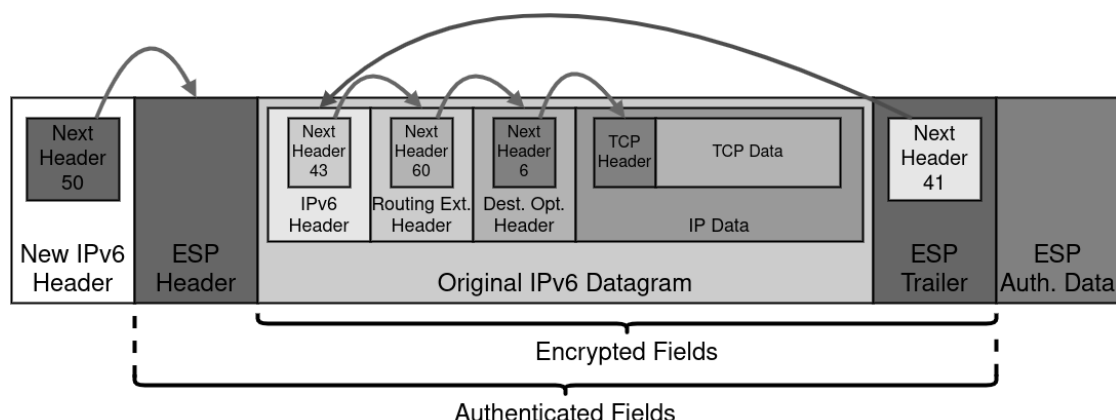 Next
Header
50
New IPv6
Header
ESP
Header
Next
Header
43
IPv6
Header
Next
Header
60
Routing Ext.
Header
Next
Header
6
Dest. Opt.
Header
TCP
Header
TCP Data
IP Data
Original IPv6 Datagram
Next
Header
41
ESP
Trailer
ESP
Auth. Data
Encrypted Fields
Authenticated Fields